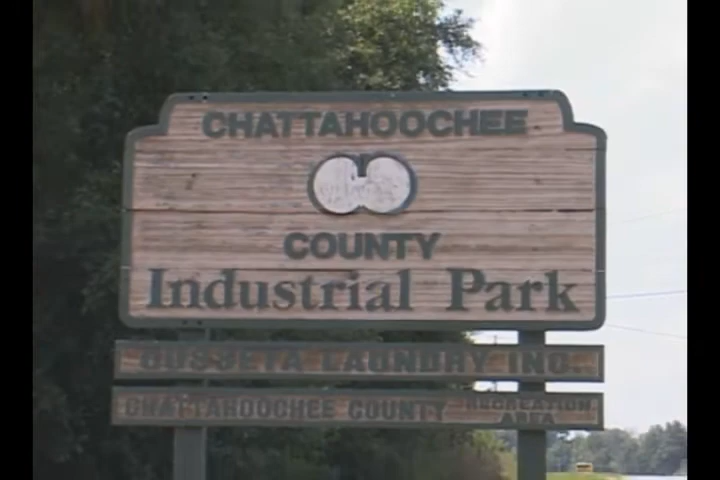 CHATTAHOOCHEE
COUNTY
Industrial Park
CUSSETA LAUNDRY INC.
CHATTAHOOCHEE COUNTY RECREATION AREA